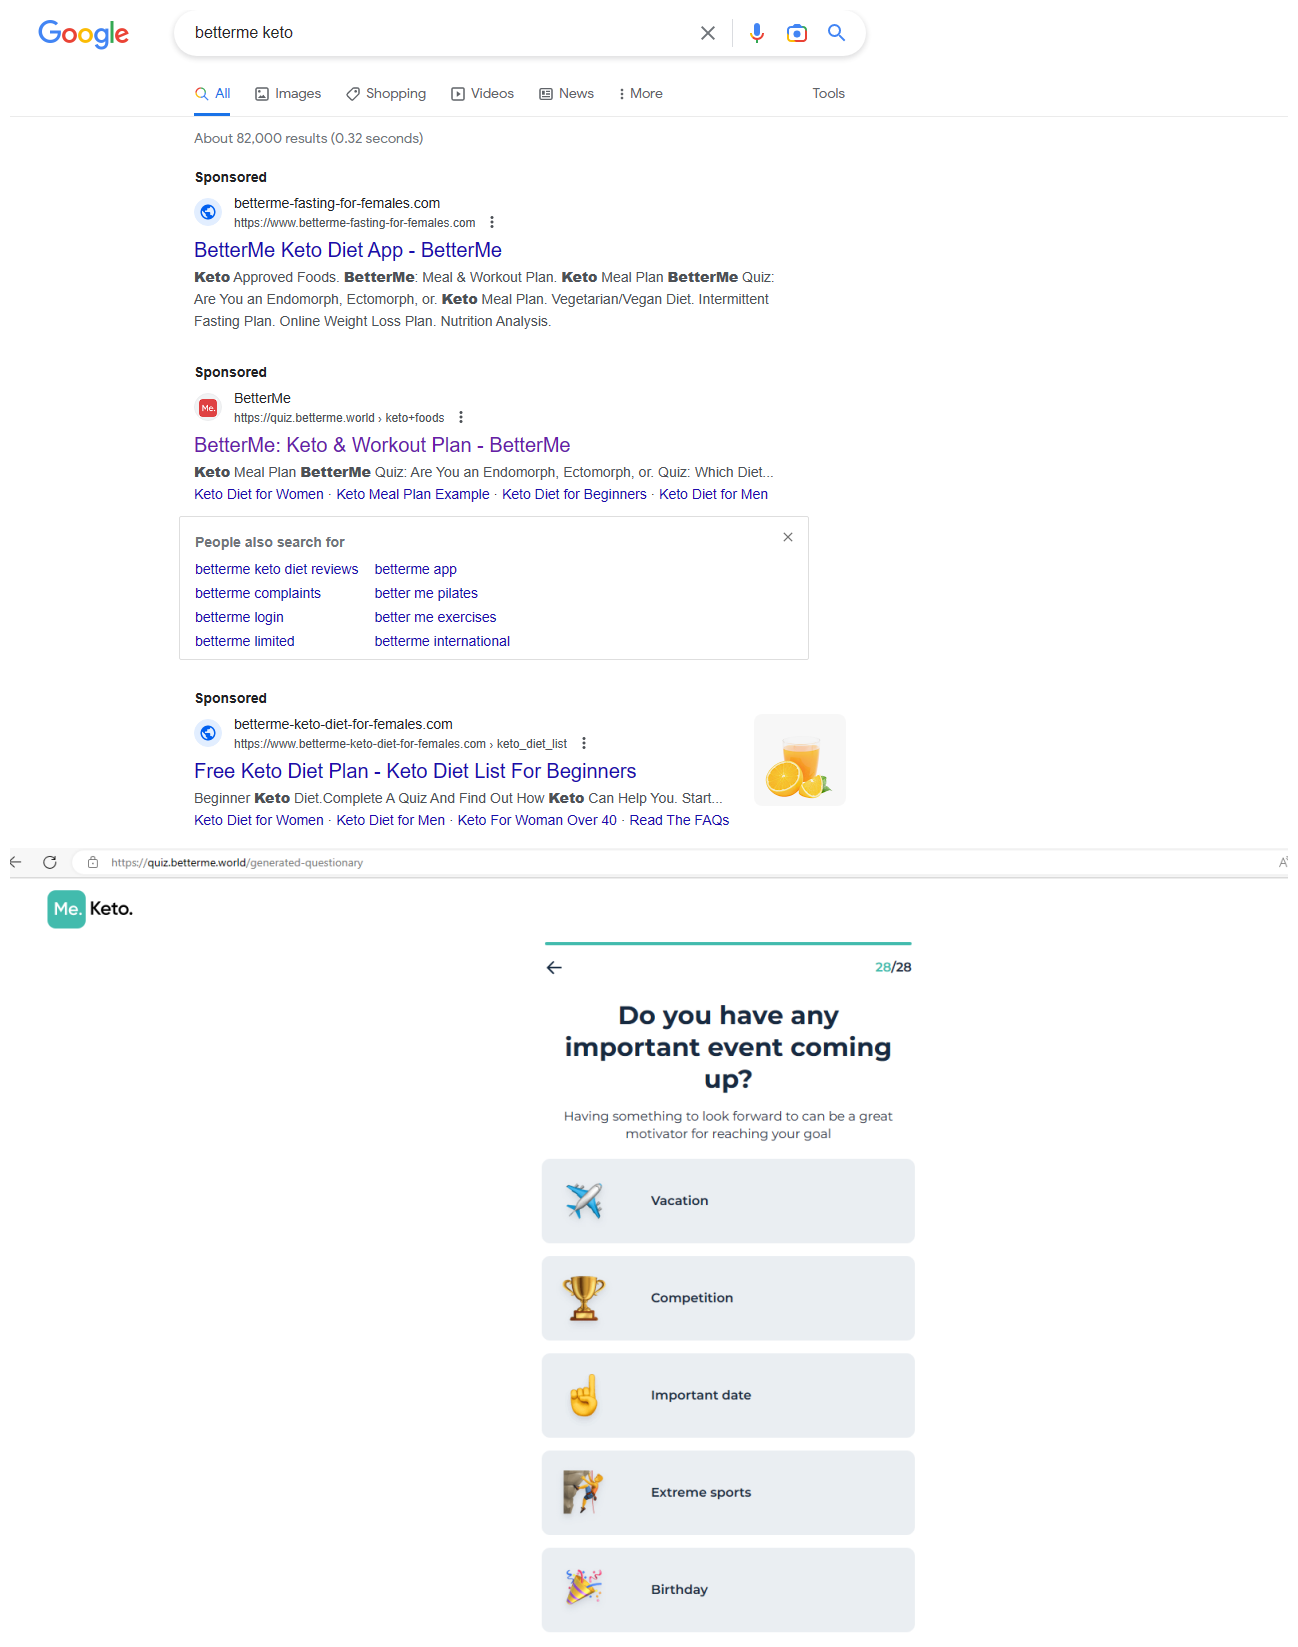 Google
betterme keto
All
Images
Shopping
Videos
News
More
Tools
About 82,000 results (0.32 seconds)
Sponsored
betterme-fasting-for-females.com
https://www.betterme-fasting-for-females.com
BetterMe Keto Diet App - BetterMe
Keto Approved Foods. BetterMe: Meal & Workout Plan. Keto Meal Plan BetterMe Quiz:
Are You an Endomorph, Ectomorph, or. Keto Meal Plan. Vegetarian/Vegan Diet. Intermittent
Fasting Plan. Online Weight Loss Plan. Nutrition Analysis.
Sponsored
Me.
BetterMe
https://quiz.betterme.world › keto+foods
BetterMe: Keto & Workout Plan - BetterMe
Keto Meal Plan BetterMe Quiz: Are You an Endomorph, Ectomorph, or. Quiz: Which Diet...
Keto Diet for Women · Keto Meal Plan Example · Keto Diet for Beginners · Keto Diet for Men
People also search for
betterme keto diet reviews
betterme app
betterme complaints
better me pilates
betterme login
better me exercises
betterme limited
betterme international
Sponsored
betterme-keto-diet-for-females.com
https://www.betterme-keto-diet-for-females.com › keto_diet_list
Free Keto Diet Plan - Keto Diet List For Beginners
Beginner Keto Diet.Complete A Quiz And Find Out How Keto Can Help You. Start...
Keto Diet for Women · Keto Diet for Men · Keto For Woman Over 40 · Read The FAQs
https://quiz.betterme.world/generated-questionary
Me. Keto.
28/28
Do you have any
important event coming
up?
Having something to look forward to can be a great
motivator for reaching your goal
Vacation
Competition
Important date
Extreme sports
Birthday